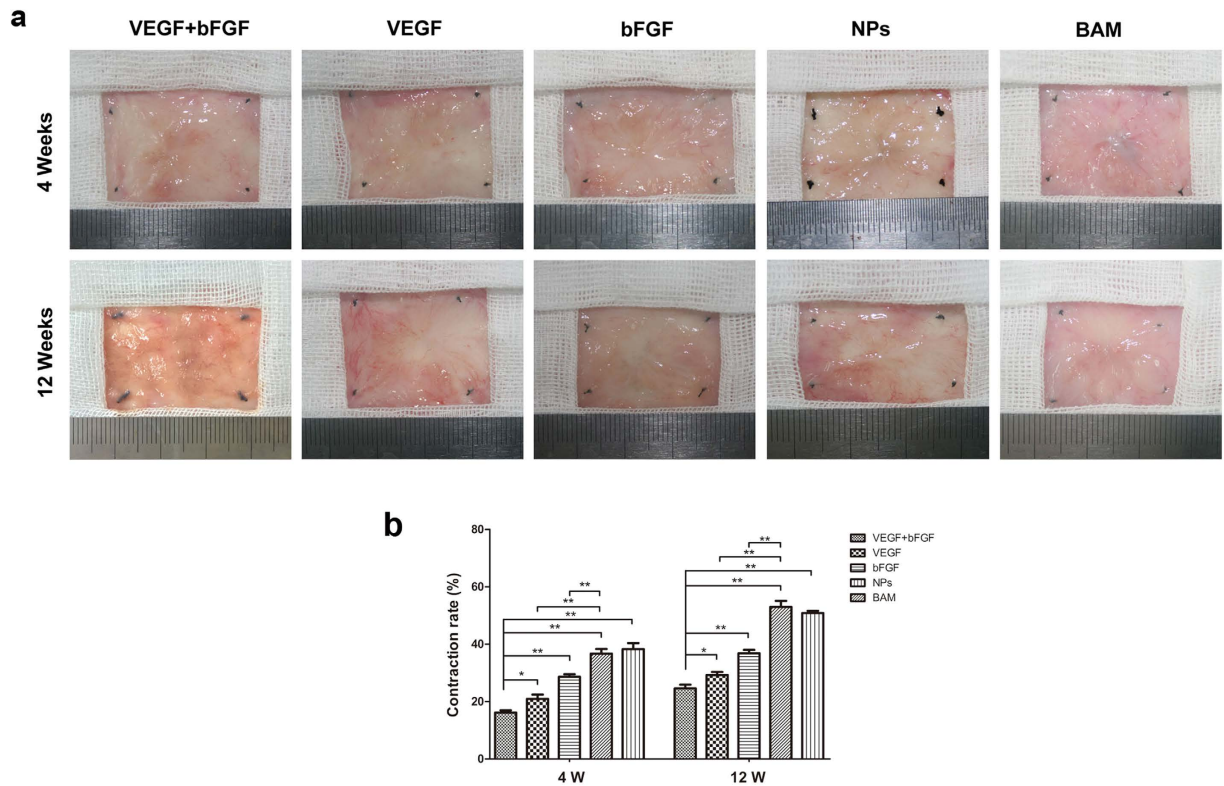 a
VEGF+bFGF VEGF bFGF NPs BAM
4 Weeks
12 Weeks
b
Contraction rate (%)
80
60
40
20
0
** ** ** ** ** *
** ** ** ** ** *
4 W 12 W
VEGF+bFGF
VEGF
bFGF
NPs
BAM